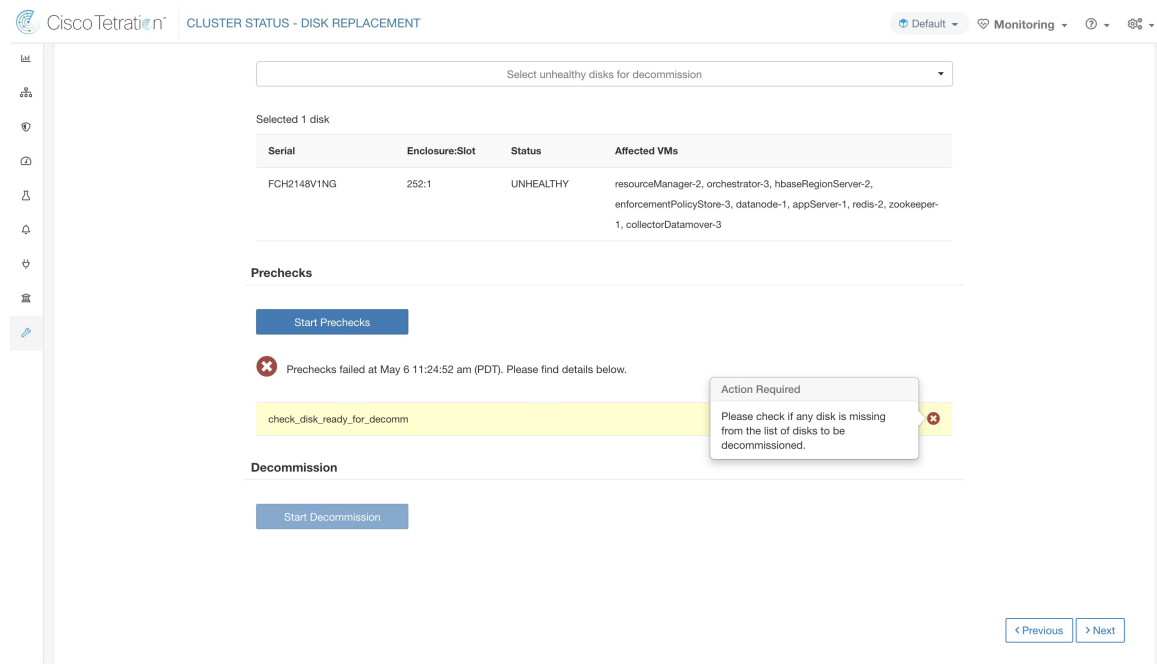 Cisco Tetration™
CLUSTER STATUS - DISK REPLACEMENT
Default
Monitoring
Select unhealthy disks for decommission
Selected 1 disk
Serial Enclosure:Slot Status Affected VMs
FCH2148V1NG 252:1 UNHEALTHY resourceManager-2, orchestrator-3, hbaseRegionServer-2,
enforcementPolicyStore-3, datanode-1, appServer-1, redis-2, zookeeper-
1, collectorDatamover-3
Prechecks
Start Prechecks
Prechecks failed at May 6 11:24:52 am (PDT). Please find details below.
check_disk_ready_for_decomm
Action Required
Please check if any disk is missing
from the list of disks to be
decommissioned.
Decommission
Start Decommission
< Previous
> Next